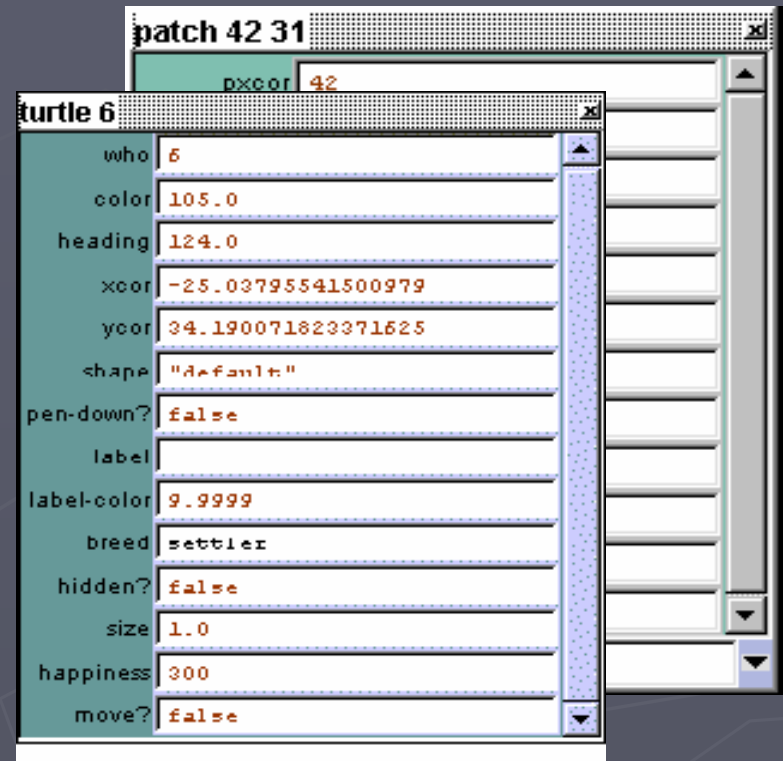 patch 42 31
pxcor 42
turtle 6
who 6
color 105.0
heading 124.0
xcor -25.03795541500979
ycor 34.190071823371625
shape "default"
pen-down? false
label
label-color 9.9999
breed settler
hidden? false
size 1.0
happiness 300
move? false